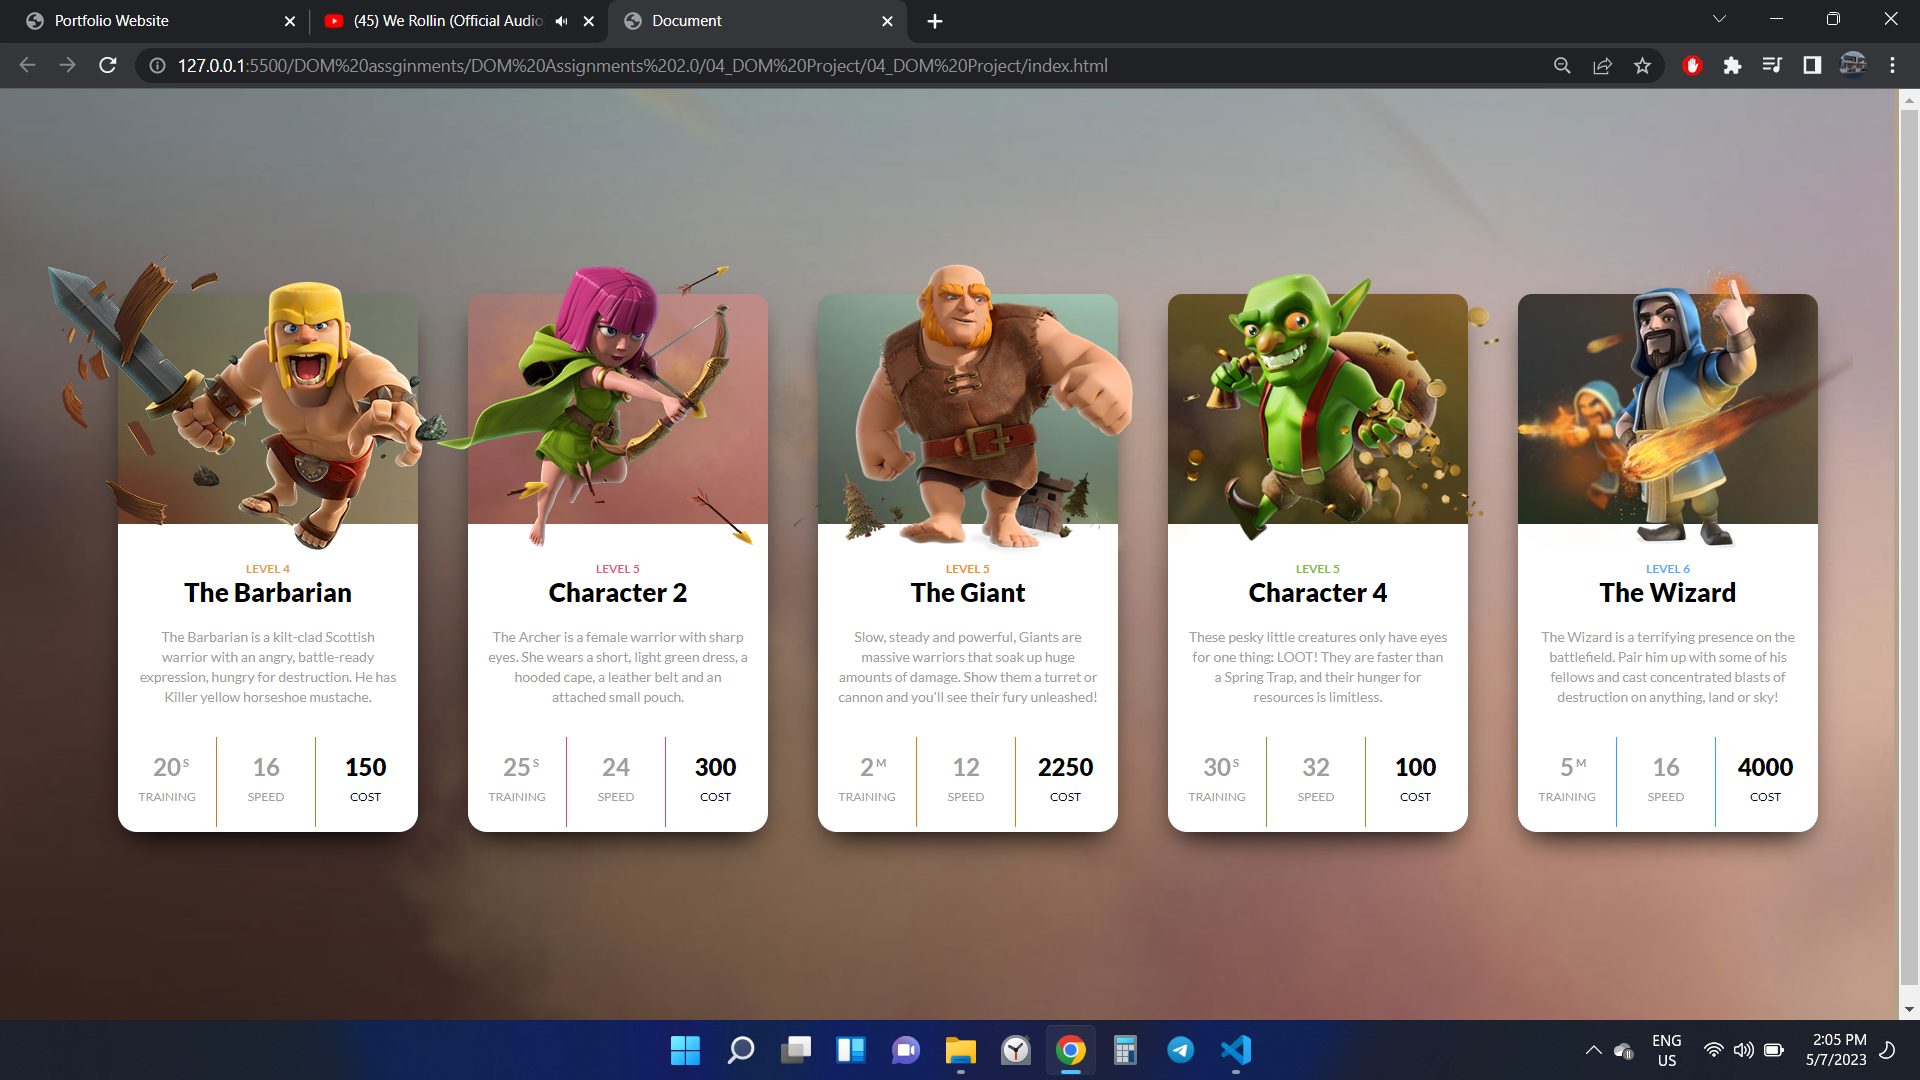 Portfolio Website
(45) We Rollin (Official Audio
Document
127.0.0.1:5500/DOM%20assginments/DOM%20Assignments%202.0/04_DOM%20Project/04_DOM%20Project/index.html
LEVEL 4
The Barbarian
The Barbarian is a kilt-clad Scottish
warrior with an angry, battle-ready
expression, hungry for destruction. He has
Killer yellow horseshoe mustache.
20 S
TRAINING
16
SPEED
150
COST
LEVEL 5
Character 2
The Archer is a female warrior with sharp
eyes. She wears a short, light green dress, a
hooded cape, a leather belt and an
attached small pouch.
25 S
TRAINING
24
SPEED
300
COST
LEVEL 5
The Giant
Slow, steady and powerful, Giants are
massive warriors that soak up huge
amounts of damage. Show them a turret or
cannon and you'll see their fury unleashed!
2 M
TRAINING
12
SPEED
2250
COST
LEVEL 5
Character 4
These pesky little creatures only have eyes
for one thing: LOOT! They are faster than
a Spring Trap, and their hunger for
resources is limitless.
30 S
TRAINING
32
SPEED
100
COST
LEVEL 6
The Wizard
The Wizard is a terrifying presence on the
battlefield. Pair him up with some of his
fellows and cast concentrated blasts of
destruction on anything, land or sky!
5 M
TRAINING
16
SPEED
4000
COST
ENG
US
2:05 PM
5/7/2023